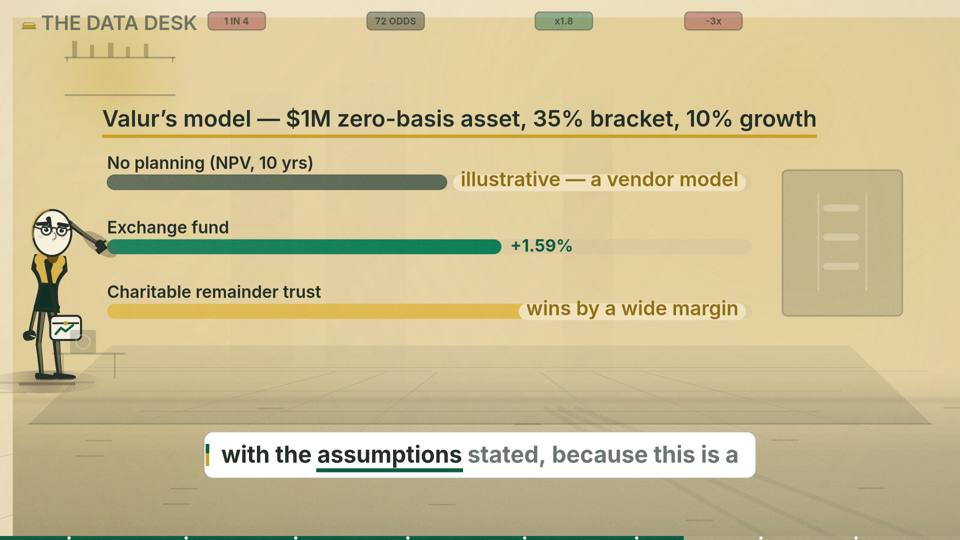 THE DATA DESK
1 IN 4
72 ODDS
x1.8
-3x
Valur's model — $1M zero-basis asset, 35% bracket, 10% growth
No planning (NPV, 10 yrs)
illustrative — a vendor model
Exchange fund
+1.59%
Charitable remainder trust
wins by a wide margin
with the assumptions stated, because this is a